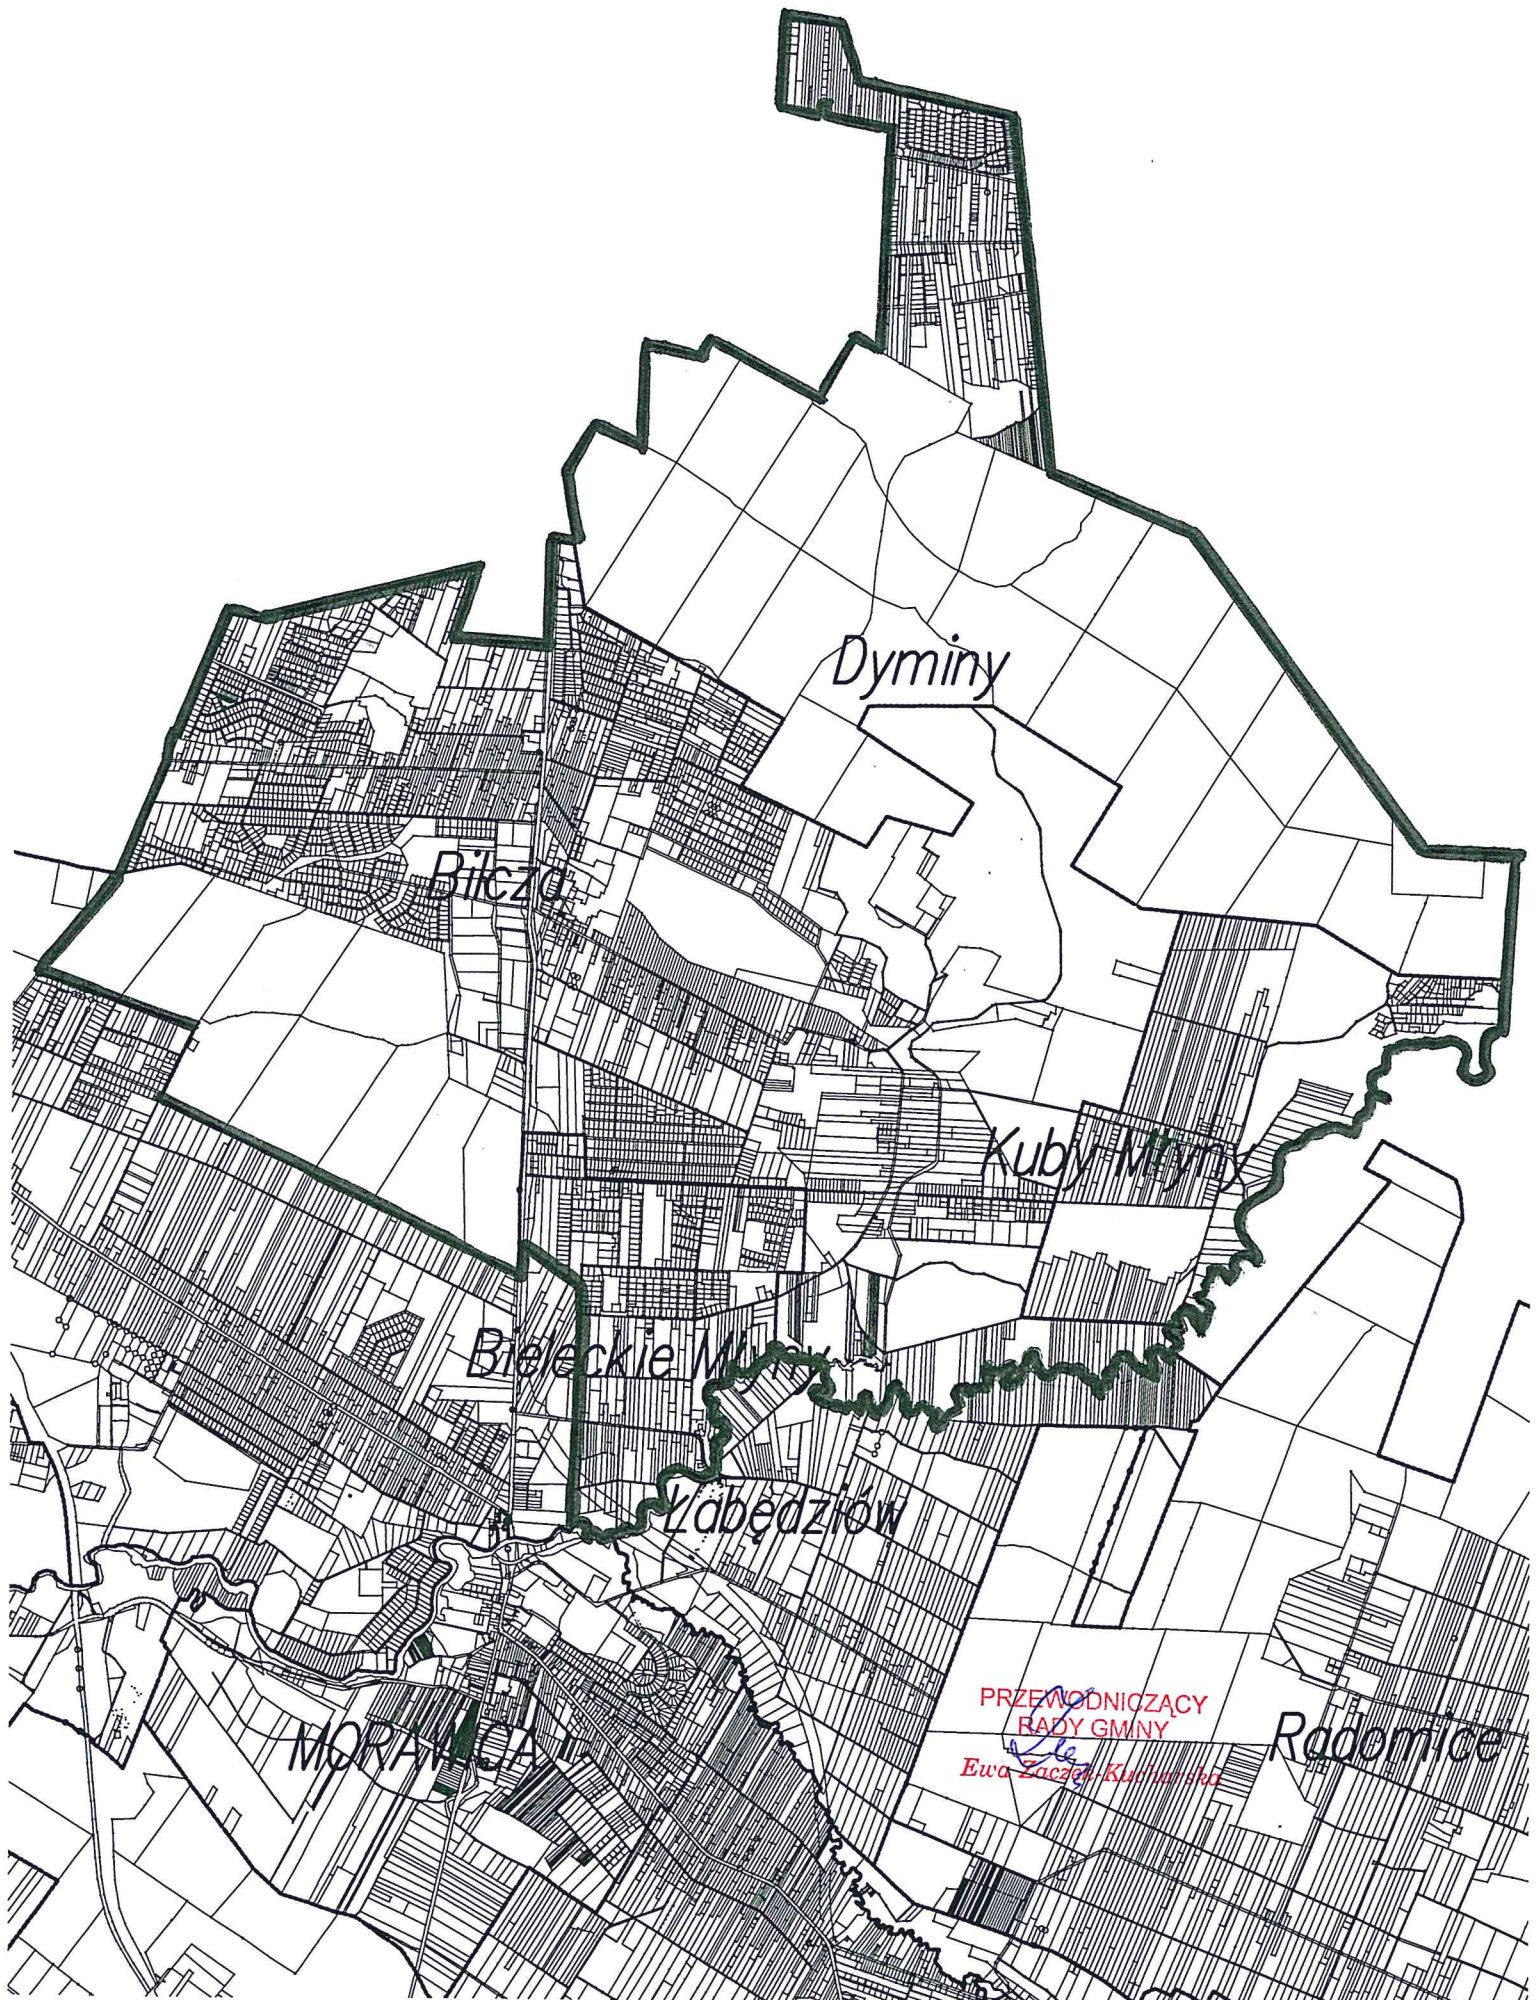 Dyminy
Bilcza
Kuby Młyny
Bieleckie Młyny
Łabędziów
PRZEWODNICZĄCY
RADY GMINY
Ewa Zaczek-Kucharska
MORAWICA
Radomice